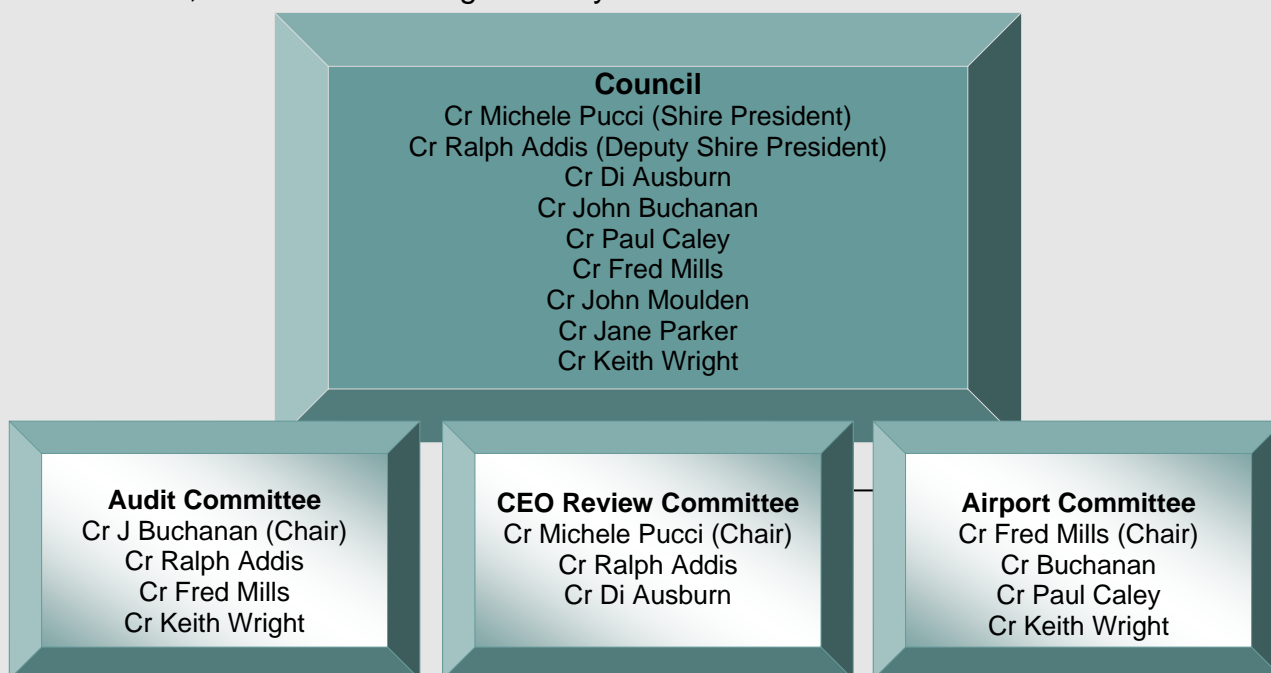 Council
Cr Michele Pucci (Shire President)
Cr Ralph Addis (Deputy Shire President)
Cr Di Ausburn
Cr John Buchanan
Cr Paul Caley
Cr Fred Mills
Cr John Moulden
Cr Jane Parker
Cr Keith Wright
Audit Committee
Cr J Buchanan (Chair)
Cr Ralph Addis
Cr Fred Mills
Cr Keith Wright
CEO Review Committee
Cr Michele Pucci (Chair)
Cr Ralph Addis
Cr Di Ausburn
Airport Committee
Cr Fred Mills (Chair)
Cr Buchanan
Cr Paul Caley
Cr Keith Wright